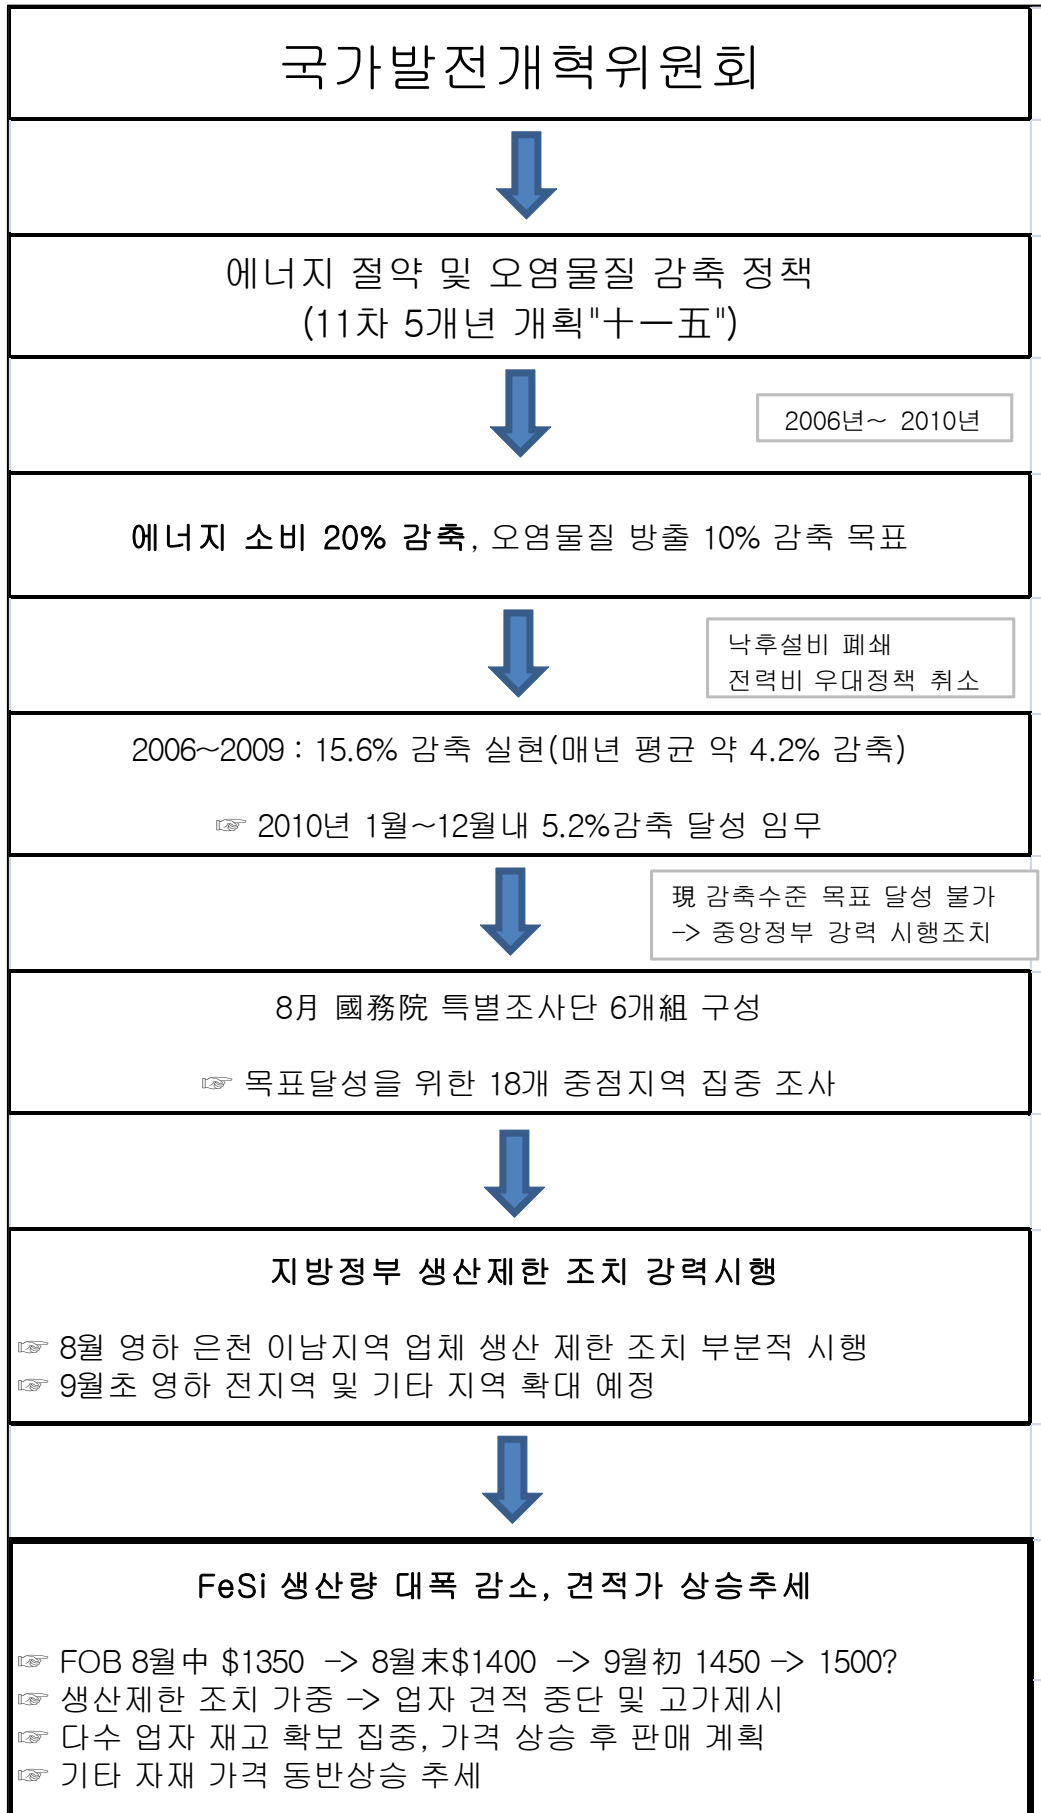 국가발전개혁위원회
에너지 절약 및 오염물질 감축 정책
(11차 5개년 개획"十一五")
2006년~ 2010년
에너지 소비 20% 감축, 오염물질 방출 10% 감축 목표
낙후설비 폐쇄
전력비 우대정책 취소
2006~2009 : 15.6% 감축 실현(매년 평균 약 4.2% 감축)
☞ 2010년 1월~12월내 5.2%감축 달성 임무
現 감축수준 목표 달성 불가
-> 중앙정부 강력 시행조치
8月 國務院 특별조사단 6개組 구성
☞ 목표달성을 위한 18개 중점지역 집중 조사
지방정부 생산제한 조치 강력시행
☞ 8월 영하 은천 이남지역 업체 생산 제한 조치 부분적 시행
☞ 9월초 영하 전지역 및 기타 지역 확대 예정
FeSi 생산량 대폭 감소, 견적가 상승추세
☞ FOB 8월中 $1350 -> 8월末$1400 -> 9월初 1450 -> 1500?
☞ 생산제한 조치 가중 -> 업자 견적 중단 및 고가제시
☞ 다수 업자 재고 확보 집중, 가격 상승 후 판매 계획
☞ 기타 자재 가격 동반상승 추세